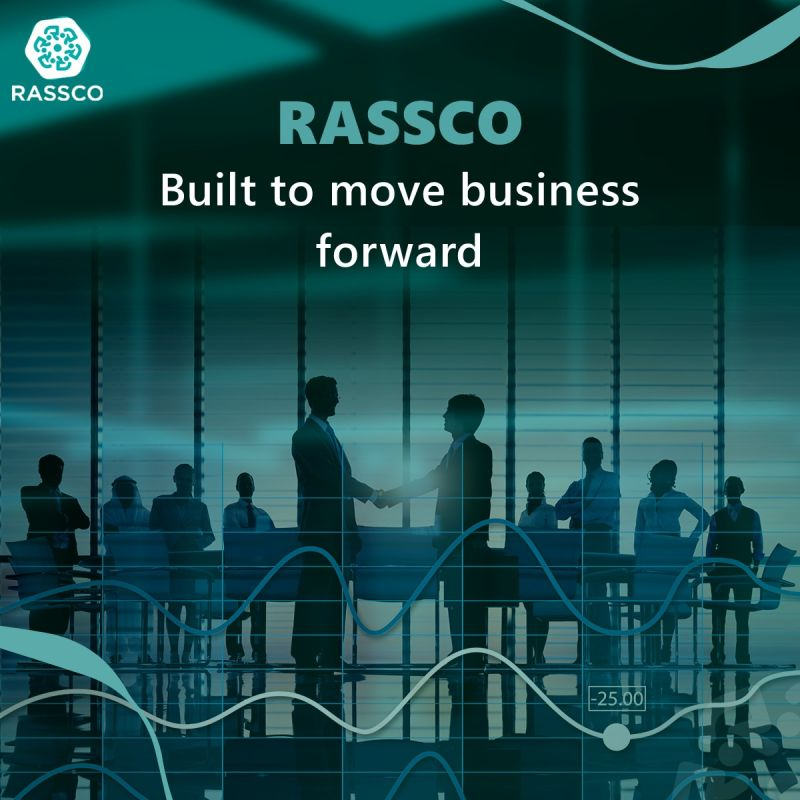 RASSCO
RASSCO
Built to move business
forward
-25.00